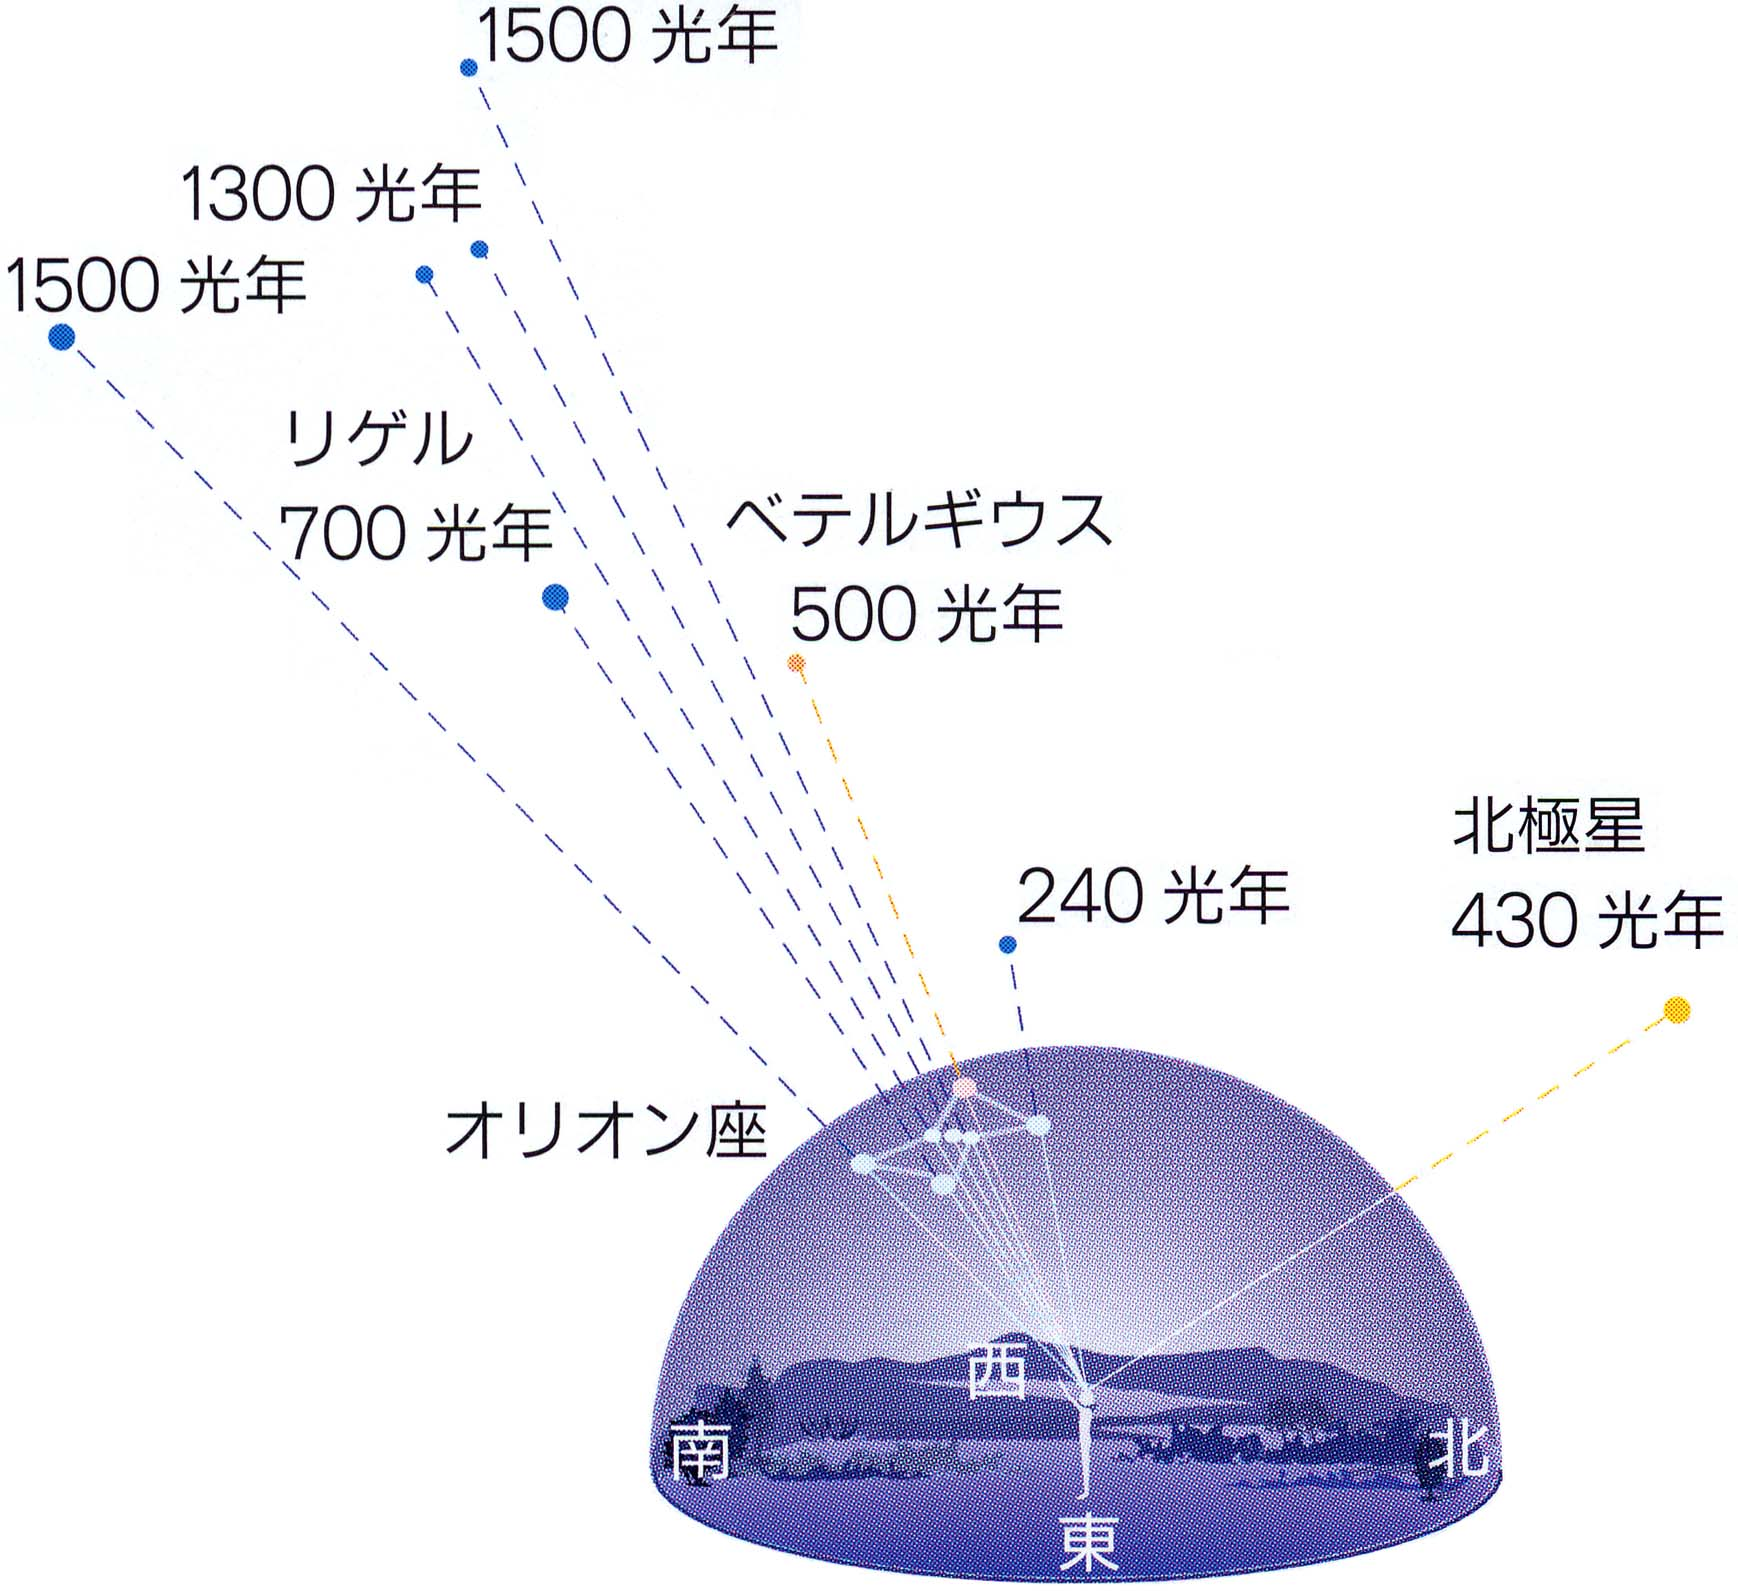 1500 光年
1300 光年
1500 光年
リゲル
700 光年
ベテルギウス
500 光年
240 光年
北極星
430 光年
オリオン座
西
南
北
東